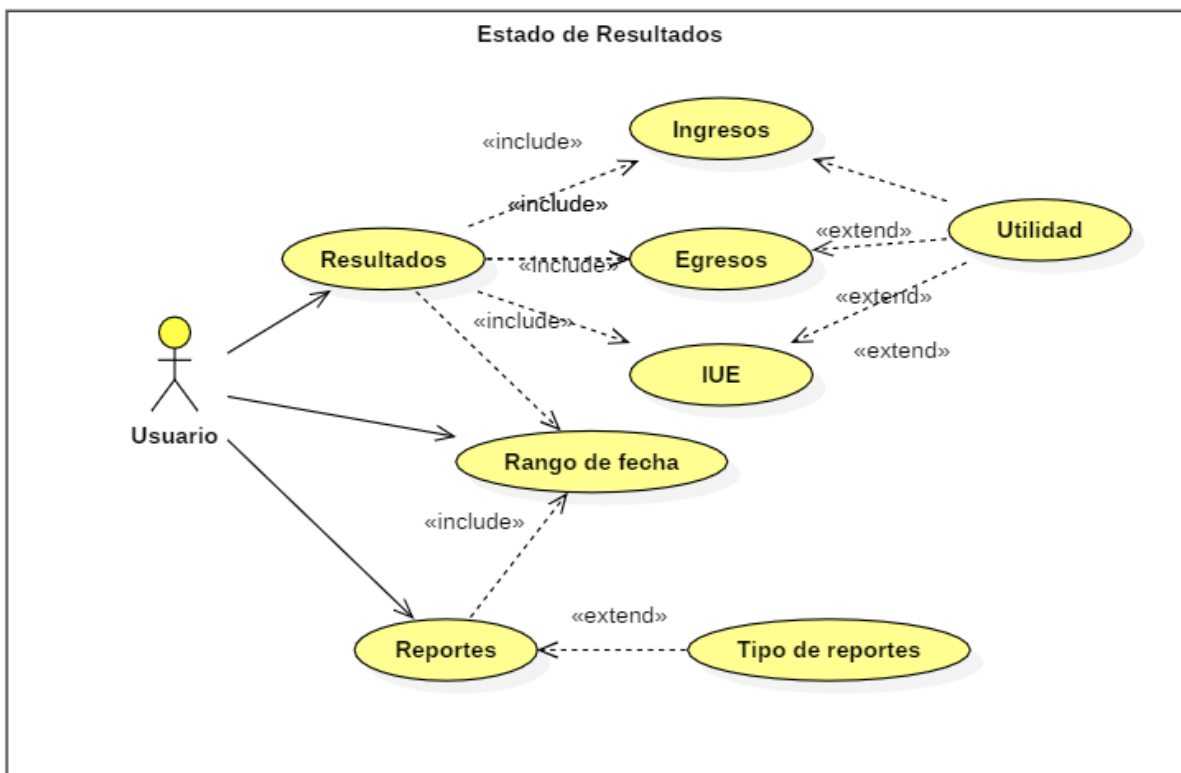 Estado de Resultados
Ingresos
«include»
«include»
Utilidad
«extend»
Resultados
«include»
Egresos
«extend»
«include»
«extend»
IUE
Usuario
Rango de fecha
«include»
«extend»
Reportes
Tipo de reportes